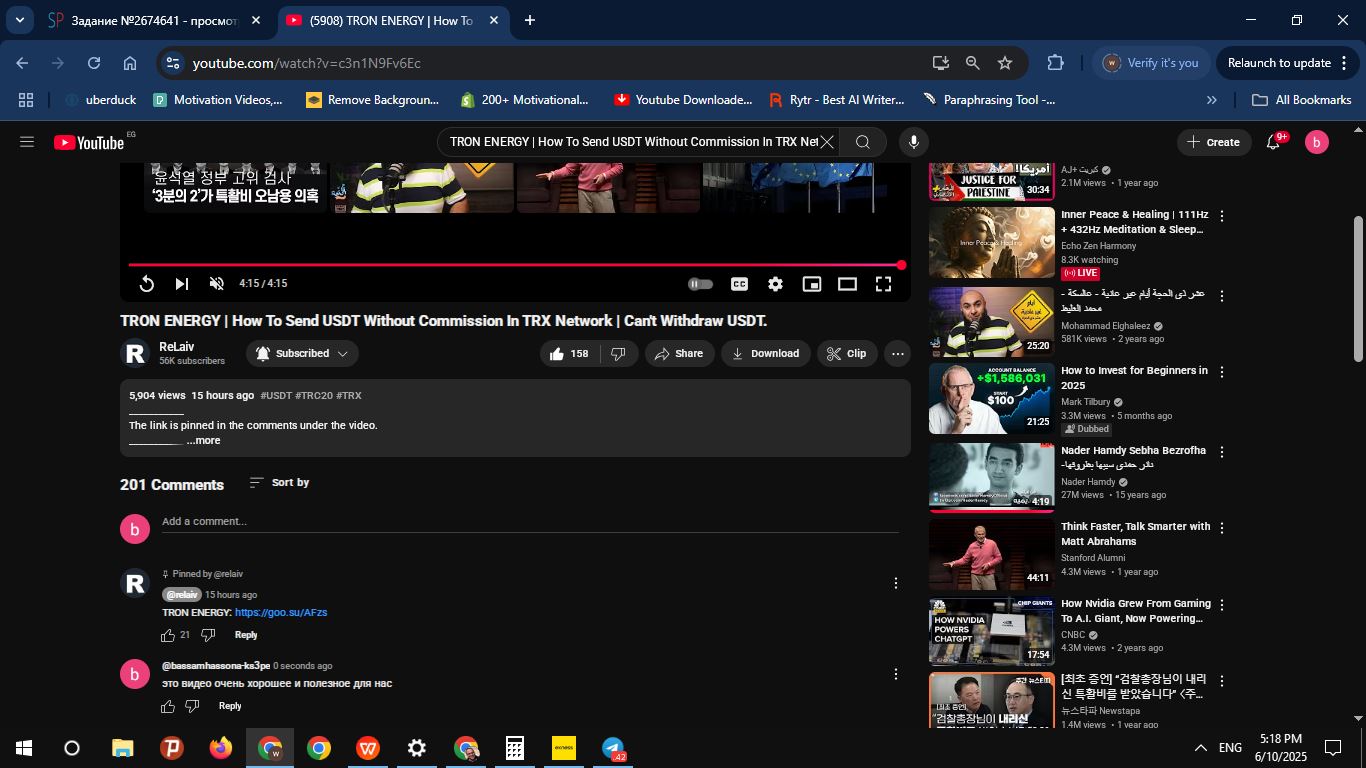 Задание №2674641 - просмотр
(5908) TRON ENERGY | How To
youtube.com/watch?v=c3n1N9Fv6Ec
Verify it's you
Relaunch to update
uberduck
Motivation Videos,...
Remove Backgroun...
200+ Motivational...
Youtube Downloade...
Rytr - Best AI Writer...
Paraphrasing Tool -...
All Bookmarks
YouTube EG
TRON ENERGY | How To Send USDT Without Commission In TRX Net
Create
9+
b
윤석열 정부 고위 검사
'3분의 2'가 특활비 오남용 의혹
4:15 / 4:15
TRON ENERGY | How To Send USDT Without Commission In TRX Network | Can't Withdraw USDT.
ReLaiv
56K subscribers
Subscribed
158
Share
Download
Clip
5,904 views 15 hours ago #USDT #TRC20 #TRX
The link is pinned in the comments under the video.
...more
201 Comments
Sort by
b
Add a comment...
R
Pinned by @relaiv
@relaiv 15 hours ago
TRON ENERGY: https://goo.su/AFzs
21
Reply
b
@bassamhassona-ks3pe 0 seconds ago
это видео очень хорошее и полезное для нас
Reply
أمريكا!
JUSTICE FOR
PALESTINE
30:34
AJ+ كبريت
2.1M views • 1 year ago
Inner Peace & Healing
Inner Peace & Healing | 111Hz
+ 432Hz Meditation & Sleep...
Echo Zen Harmony
8.3K watching
LIVE
أيام
غير عادية
25:20
عشر ذي الحجة أيام غير عادية - عالسكة -
محمد الغليظ
Mohammad Elghaleez
581K views • 2 years ago
ACCOUNT BALANCE
+$1,586,031
START
$100
21:25
How to Invest for Beginners in
2025
Mark Tilbury
3.3M views • 5 months ago
Dubbed
4:19
Nader Hamdy Sebha Bezrofha
-نادر حمدى سيبها بظروفها
Nader Hamdy
27M views • 15 years ago
44:11
Think Faster, Talk Smarter with
Matt Abrahams
Stanford Alumni
4.3M views • 1 year ago
CHIP GIANTS
HOW NVIDIA
POWERS
CHATGPT
17:54
How Nvidia Grew From Gaming
To A.I. Giant, Now Powering...
CNBC
4.3M views • 2 years ago
[최초 증언]
"검찰총장님이 내리신
[최초 증언] "검찰총장님이 내리
신 특활비를 받았습니다" <주...
뉴스타파 Newstapa
1.4M views • 1 year ago
exness
42
ENG
5:18 PM
6/10/2025